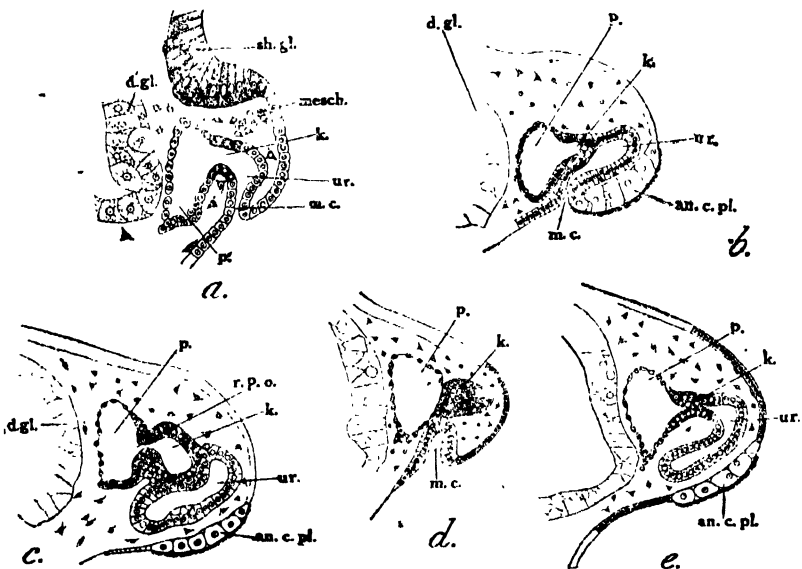 sh. gl.
d. gl.
mesch.
k.
ur.
m. c.
p.
a.
d. gl.
p.
k.
ur.
an. c. pl.
m. c.
b.
p.
r. p. o.
k.
d. gl.
ur.
an. c. pl.
c.
p.
k.
m. c.
d.
p.
k.
ur.
an. c. pl.
e.